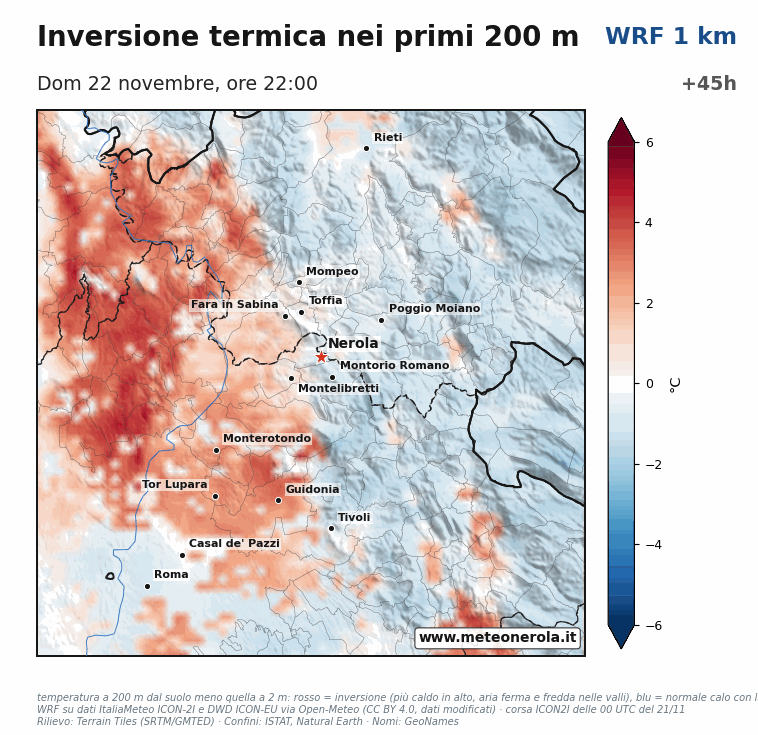 Inversione termica nei primi 200 m WRF 1 km
Dom 22 novembre, ore 22:00 +45h
Rieti
Mompeo
Fara in Sabina
Toffia
Poggio Moiano
Nerola
Montorio Romano
Montelibretti
Monterotondo
Tor Lupara
Guidonia
Tivoli
Casal de' Pazzi
Roma
www.meteonerola.it
6
4
2
0
−2
−4
−6
°C
temperatura a 200 m dal suolo meno quella a 2 m: rosso = inversione (più caldo in alto, aria ferma e fredda nelle valli), blu = normale calo con l
WRF su dati ItaliaMeteo ICON-2I e DWD ICON-EU via Open-Meteo (CC BY 4.0, dati modificati) · corsa ICON2I delle 00 UTC del 21/11
Rilievo: Terrain Tiles (SRTM/GMTED) · Confini: ISTAT, Natural Earth · Nomi: GeoNames